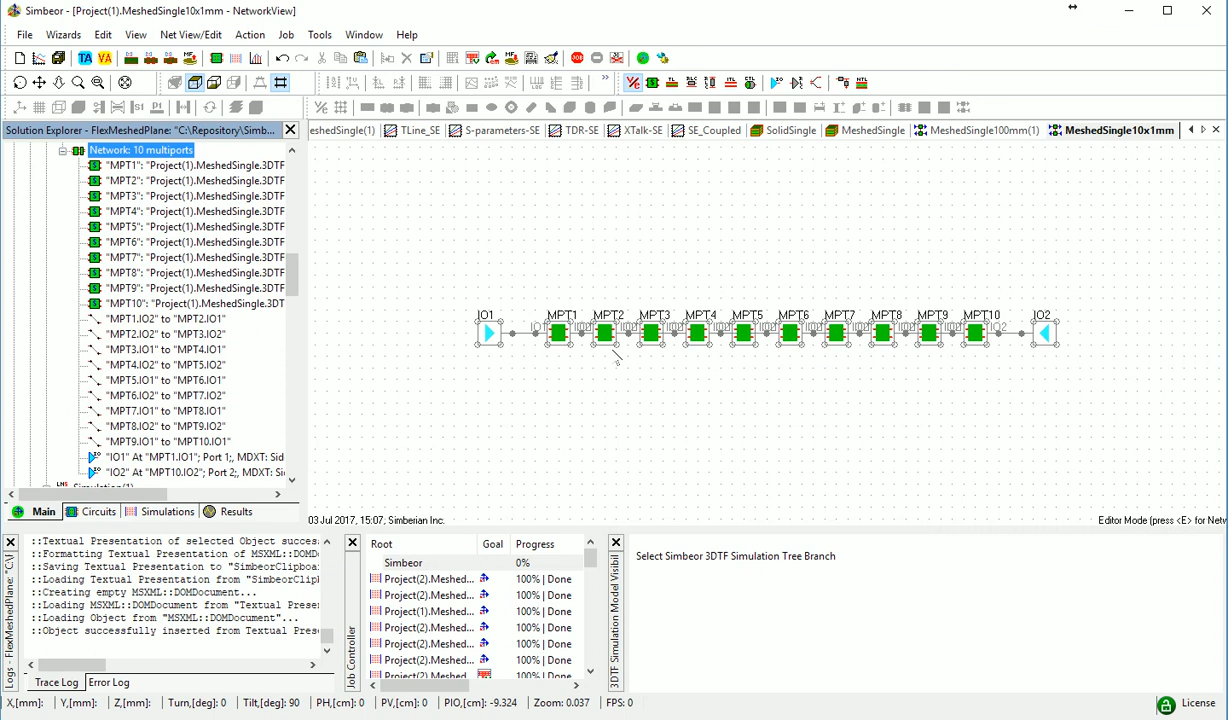 Simbeor - [Project(1).MeshedSingle10x1mm - NetworkView]
File Wizards Edit View Net View/Edit Action Job Tools Window Help
Solution Explorer - FlexMeshedPlane: "C:\Repository\Simb...
eshedSingle(1) TLine_SE S-parameters-SE TDR-SE XTalk-SE SE_Coupled SolidSingle MeshedSingle MeshedSingle100mm(1) MeshedSingle10x1mm
Network: 10 multiports
"MPT1": "Project(1).MeshedSingle.3DTF
"MPT2": "Project(1).MeshedSingle.3DTF
"MPT3": "Project(1).MeshedSingle.3DTF
"MPT4": "Project(1).MeshedSingle.3DTF
"MPT5": "Project(1).MeshedSingle.3DTF
"MPT6": "Project(1).MeshedSingle.3DTF
"MPT7": "Project(1).MeshedSingle.3DTF
"MPT8": "Project(1).MeshedSingle.3DTF
"MPT9": "Project(1).MeshedSingle.3DTF
"MPT10": "Project(1).MeshedSingle.3DT
"MPT1.IO2" to "MPT2.IO1"
"MPT2.IO2" to "MPT3.IO2"
"MPT3.IO1" to "MPT4.IO1"
"MPT4.IO2" to "MPT5.IO2"
"MPT5.IO1" to "MPT6.IO1"
"MPT6.IO2" to "MPT7.IO2"
"MPT7.IO1" to "MPT8.IO1"
"MPT8.IO2" to "MPT9.IO2"
"MPT9.IO1" to "MPT10.IO1"
"IO1" At "MPT1.IO1"; Port 1;, MDXT: Sid
"IO2" At "MPT10.IO2"; Port 2;, MDXT: Si
Simulation(1)
Main Circuits Simulations Results
IO1 MPT1 MPT2 MPT3 MPT4 MPT5 MPT6 MPT7 MPT8 MPT9 MPT10 IO2
IO1 IO2
03 Jul 2017, 15:07, Simberian Inc.
Editor Mode (press <E> for Netw
Logs - FlexMeshedPlane: "C:\F
::Textual Presentation of selected Object succes
::Formatting Textual Presentation of MSXML::DOMD
::Saving Textual Presentation to "SimbeorClipboa
::Loading Textual Presentation from "SimbeorClip
::Creating empty MSXML::DOMDocument...
::Loading MSXML::DOMDocument from "Textual Prese
::Loading Object from "MSXML::DOMDocument"...
::Object successfully inserted from Textual Prese
Trace Log Error Log
Job Controller
Root Goal Progress
Simbeor 0%
Project(2).Meshed... 100% | Done
Project(2).Meshed... 100% | Done
Project(1).Meshed... 100% | Done
Project(2).Meshed... 100% | Done
Project(2).Meshed... 100% | Done
Project(2).Meshed... 100% | Done
Project(2).Meshed... 100% | Done
3DTF Simulation Model Visibil
Select Simbeor 3DTF Simulation Tree Branch
X,[mm]: Y,[mm]: Z,[mm]: Turn,[deg]: 0 Tilt,[deg]: 90 PH,[cm]: 0 PV,[cm]: 0 PIO,[cm]: -9.324 Zoom: 0.037 FPS: 0 License